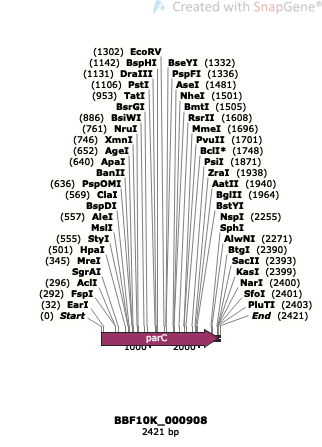 Created with SnapGene®
(1302) EcoRV
(1142) BspHI BseYI (1332)
(1131) DraIII PspFI (1336)
(1106) PstI AseI (1481)
(953) TatI NheI (1501)
BsrGI BmtI (1505)
(886) BsiWI RsrII (1608)
(761) NruI MmeI (1696)
(746) XmnI PvuII (1701)
(652) AgeI BclI* (1748)
(640) ApaI PsiI (1871)
BanII ZraI (1938)
(636) PspOMI AatII (1940)
(569) ClaI BglII (1964)
BspDI BstYI
(557) AleI NspI (2255)
MslI SphI
(555) StyI AlwNI (2271)
(501) HpaI BtgI (2390)
(345) MreI SacII (2393)
SgrAI KasI (2399)
(296) AclI NarI (2400)
(292) FspI SfoI (2401)
(32) EarI PluTI (2403)
(0) Start End (2421)
parC
1000 2000
BBF10K_000908
2421 bp